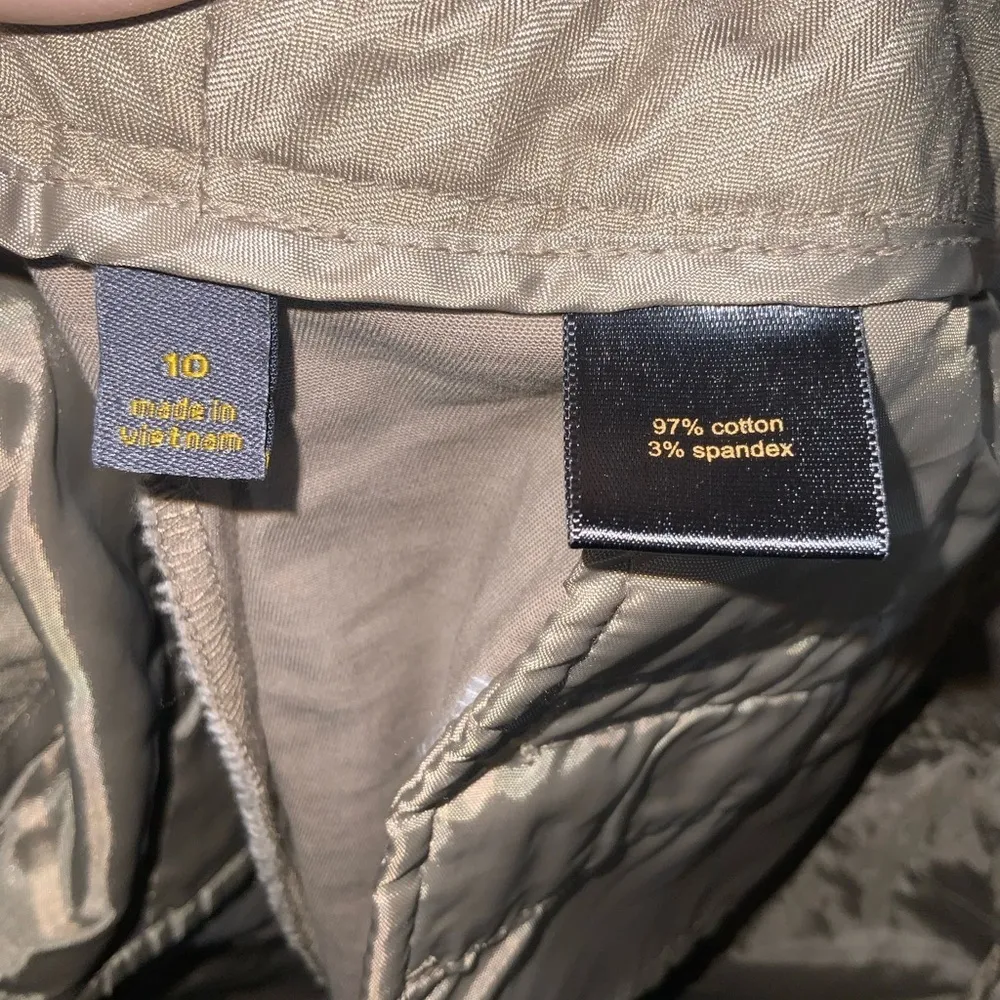 10
made in
vietnam
97% cotton
3% spandex